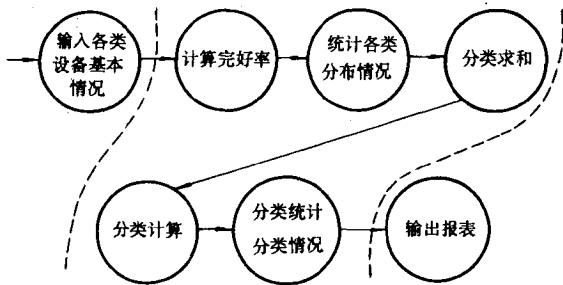 输入各类
设备基本
情况
计算完好率
统计各类
分布情况
分类求和
分类计算
分类统计
分类情况
输出报表